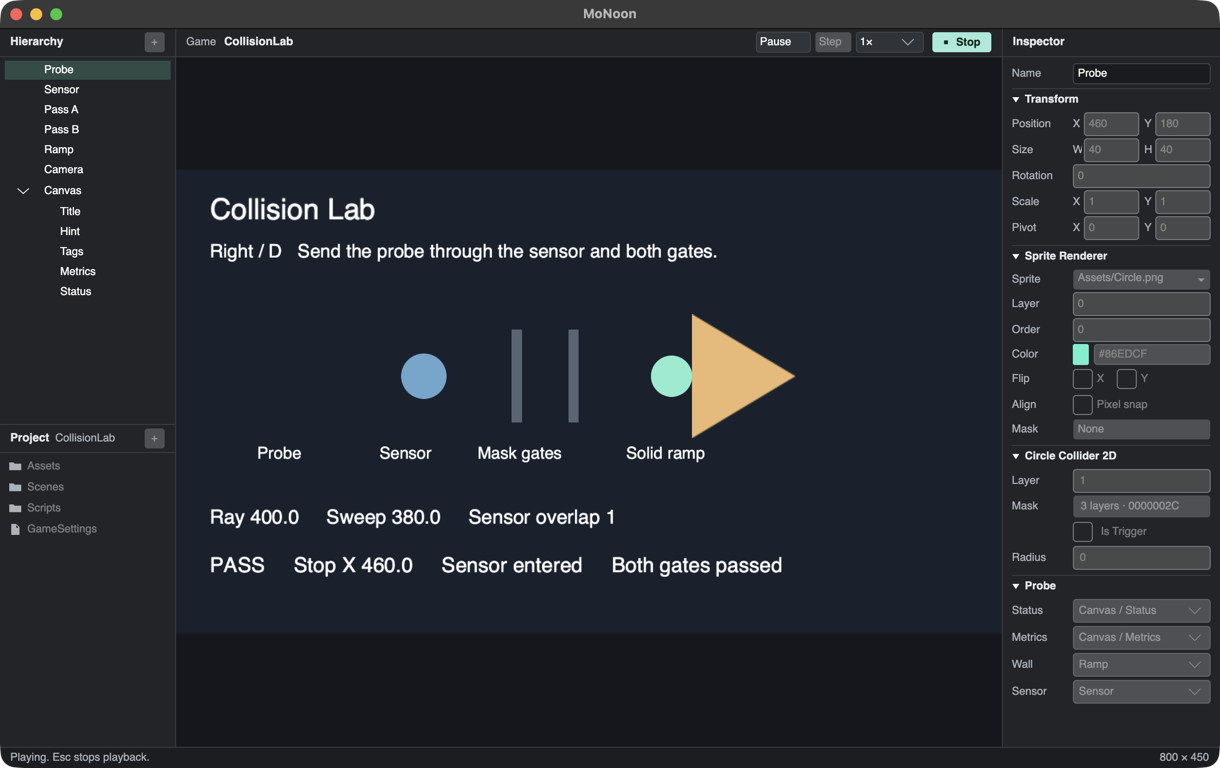 MoNoon
Hierarchy +
Game CollisionLab Pause Step 1× Stop
Inspector
Probe
Sensor
Pass A
Pass B
Ramp
Camera
Canvas
Title
Hint
Tags
Metrics
Status
Project CollisionLab +
Assets
Scenes
Scripts
GameSettings
Collision Lab
Right / D Send the probe through the sensor and both gates.
Probe Sensor Mask gates Solid ramp
Ray 400.0 Sweep 380.0 Sensor overlap 1
PASS Stop X 460.0 Sensor entered Both gates passed
Name Probe
Transform
Position X 460 Y 180
Size W 40 H 40
Rotation 0
Scale X 1 Y 1
Pivot X 0 Y 0
Sprite Renderer
Sprite Assets/Circle.png
Layer 0
Order 0
Color #86EDCF
Flip X Y
Align Pixel snap
Mask None
Circle Collider 2D
Layer 1
Mask 3 layers · 0000002C
Is Trigger
Radius 0
Probe
Status Canvas / Status
Metrics Canvas / Metrics
Wall Ramp
Sensor Sensor
Playing. Esc stops playback. 800 × 450